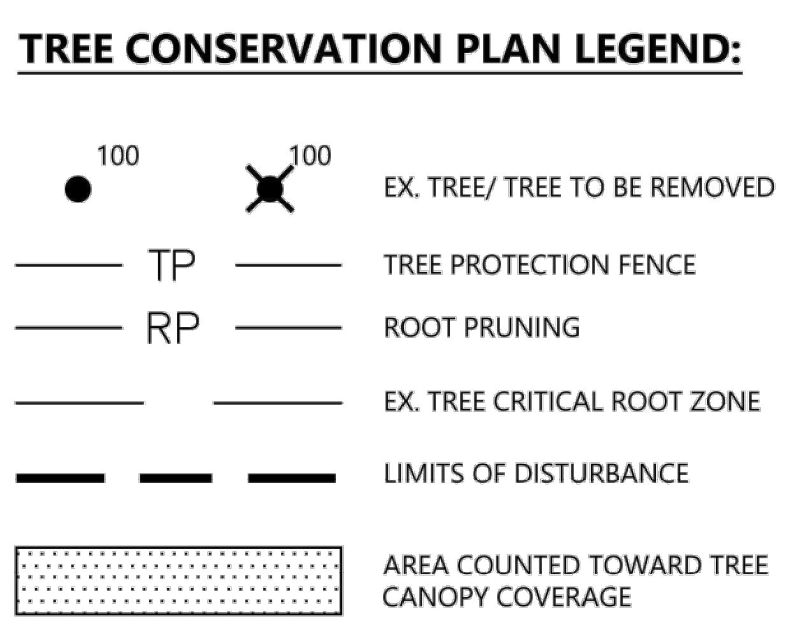 TREE CONSERVATION PLAN LEGEND:
100 100
EX. TREE/ TREE TO BE REMOVED
TP TREE PROTECTION FENCE
RP ROOT PRUNING
EX. TREE CRITICAL ROOT ZONE
LIMITS OF DISTURBANCE
AREA COUNTED TOWARD TREE
CANOPY COVERAGE